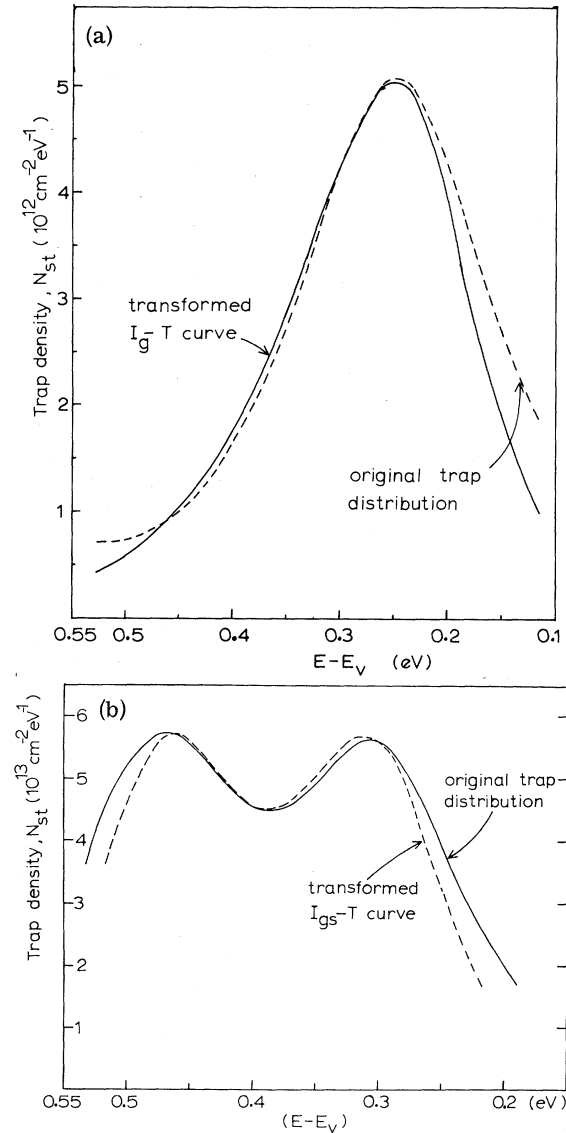 (a)
Trap density, N_st (10^12 cm^-2 eV^-1)
5
4
3
2
1
transformed
I_g-T curve
original trap
distribution
0.55 0.5 0.4 0.3 0.2 0.1
E-E_v (eV)
(b)
Trap density, N_st (10^13 cm^-2 eV^-1)
6
5
4
3
2
1
original trap
distribution
transformed
I_gs-T curve
0.55 0.5 0.4 0.3 0.2 (eV)
(E-E_v)